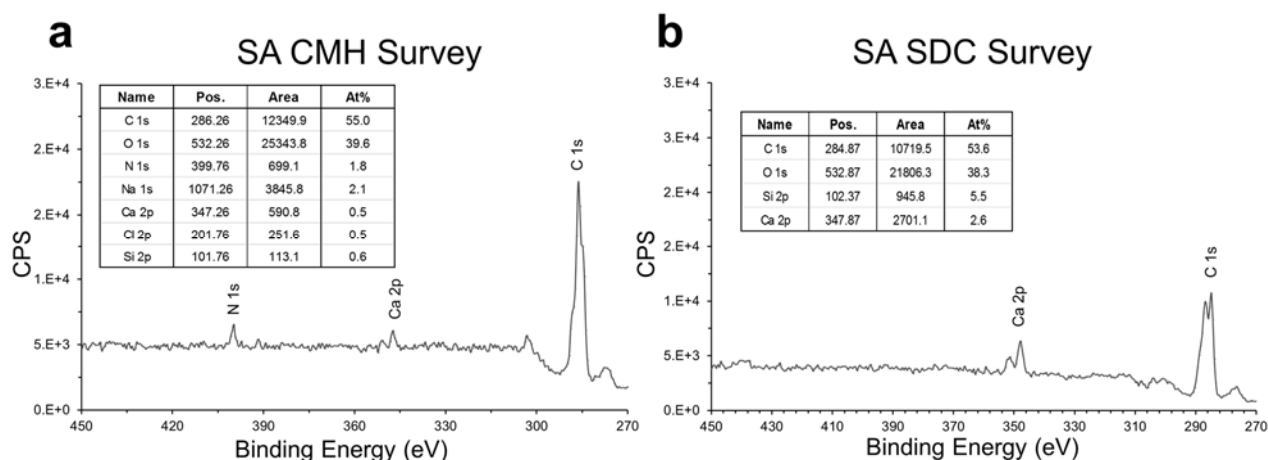 a
SA CMH Survey
3.E+4
3.E+4
2.E+4
2.E+4
1.E+4
5.E+3
0.E+0
CPS
Name Pos. Area At%
C 1s 286.26 12349.9 55.0
O 1s 532.26 25343.8 39.6
N 1s 399.76 699.1 1.8
Na 1s 1071.26 3845.8 2.1
Ca 2p 347.26 590.8 0.5
Cl 2p 201.76 251.6 0.5
Si 2p 101.76 113.1 0.6
N 1s
Ca 2p
C 1s
450 420 390 360 330 300 270
Binding Energy (eV)
b
SA SDC Survey
3.E+4
3.E+4
2.E+4
2.E+4
1.E+4
5.E+3
0.E+0
CPS
Name Pos. Area At%
C 1s 284.87 10719.5 53.6
O 1s 532.87 21806.3 38.3
Si 2p 102.37 945.8 5.5
Ca 2p 347.87 2701.1 2.6
Ca 2p
C 1s
450 430 410 390 370 350 330 310 290 270
Binding Energy (eV)